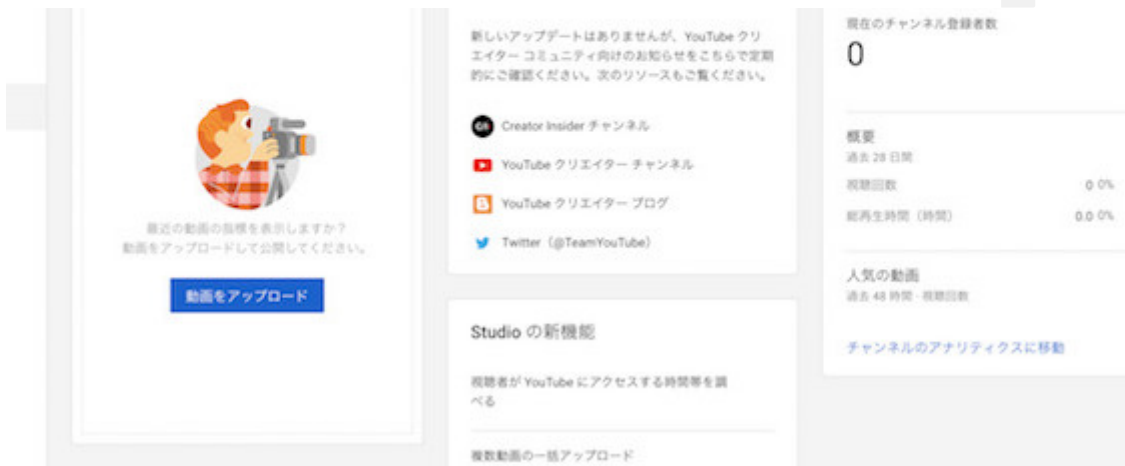 最近の動画の指標を表示しますか？
動画をアップロードして公開してください。
動画をアップロード
新しいアップデートはありませんが、YouTube クリ
エイター コミュニティ向けのお知らせをこちらで定期
的にご確認ください。次のリソースもご覧ください。
Creator Insider チャンネル
YouTube クリエイター チャンネル
YouTube クリエイター ブログ
Twitter（@TeamYouTube）
Studio の新機能
視聴者が YouTube にアクセスする時間帯を調
べる
複数動画の一括アップロード
現在のチャンネル登録者数
0
概要
過去 28 日間
視聴回数 0 0%
総再生時間（時間） 0.0 0%
人気の動画
過去 48 時間 · 視聴回数
チャンネルのアナリティクスに移動